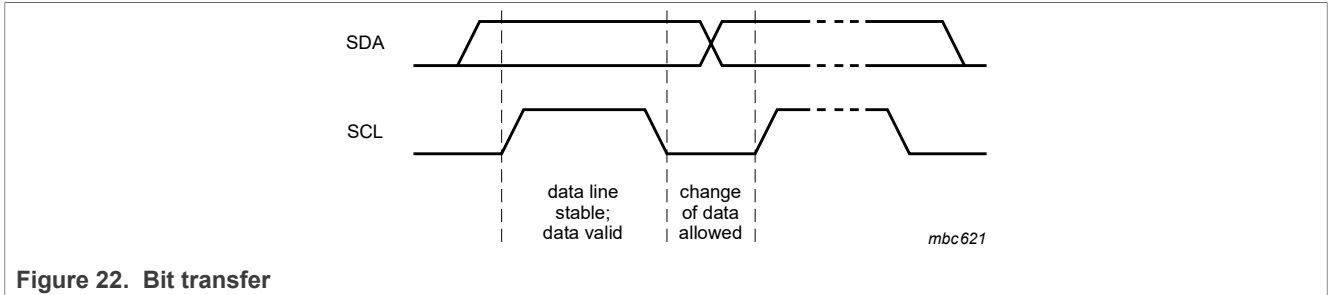 SDA
SCL
data line
stable;
data valid
change
of data
allowed
mbc621
Figure 22. Bit transfer